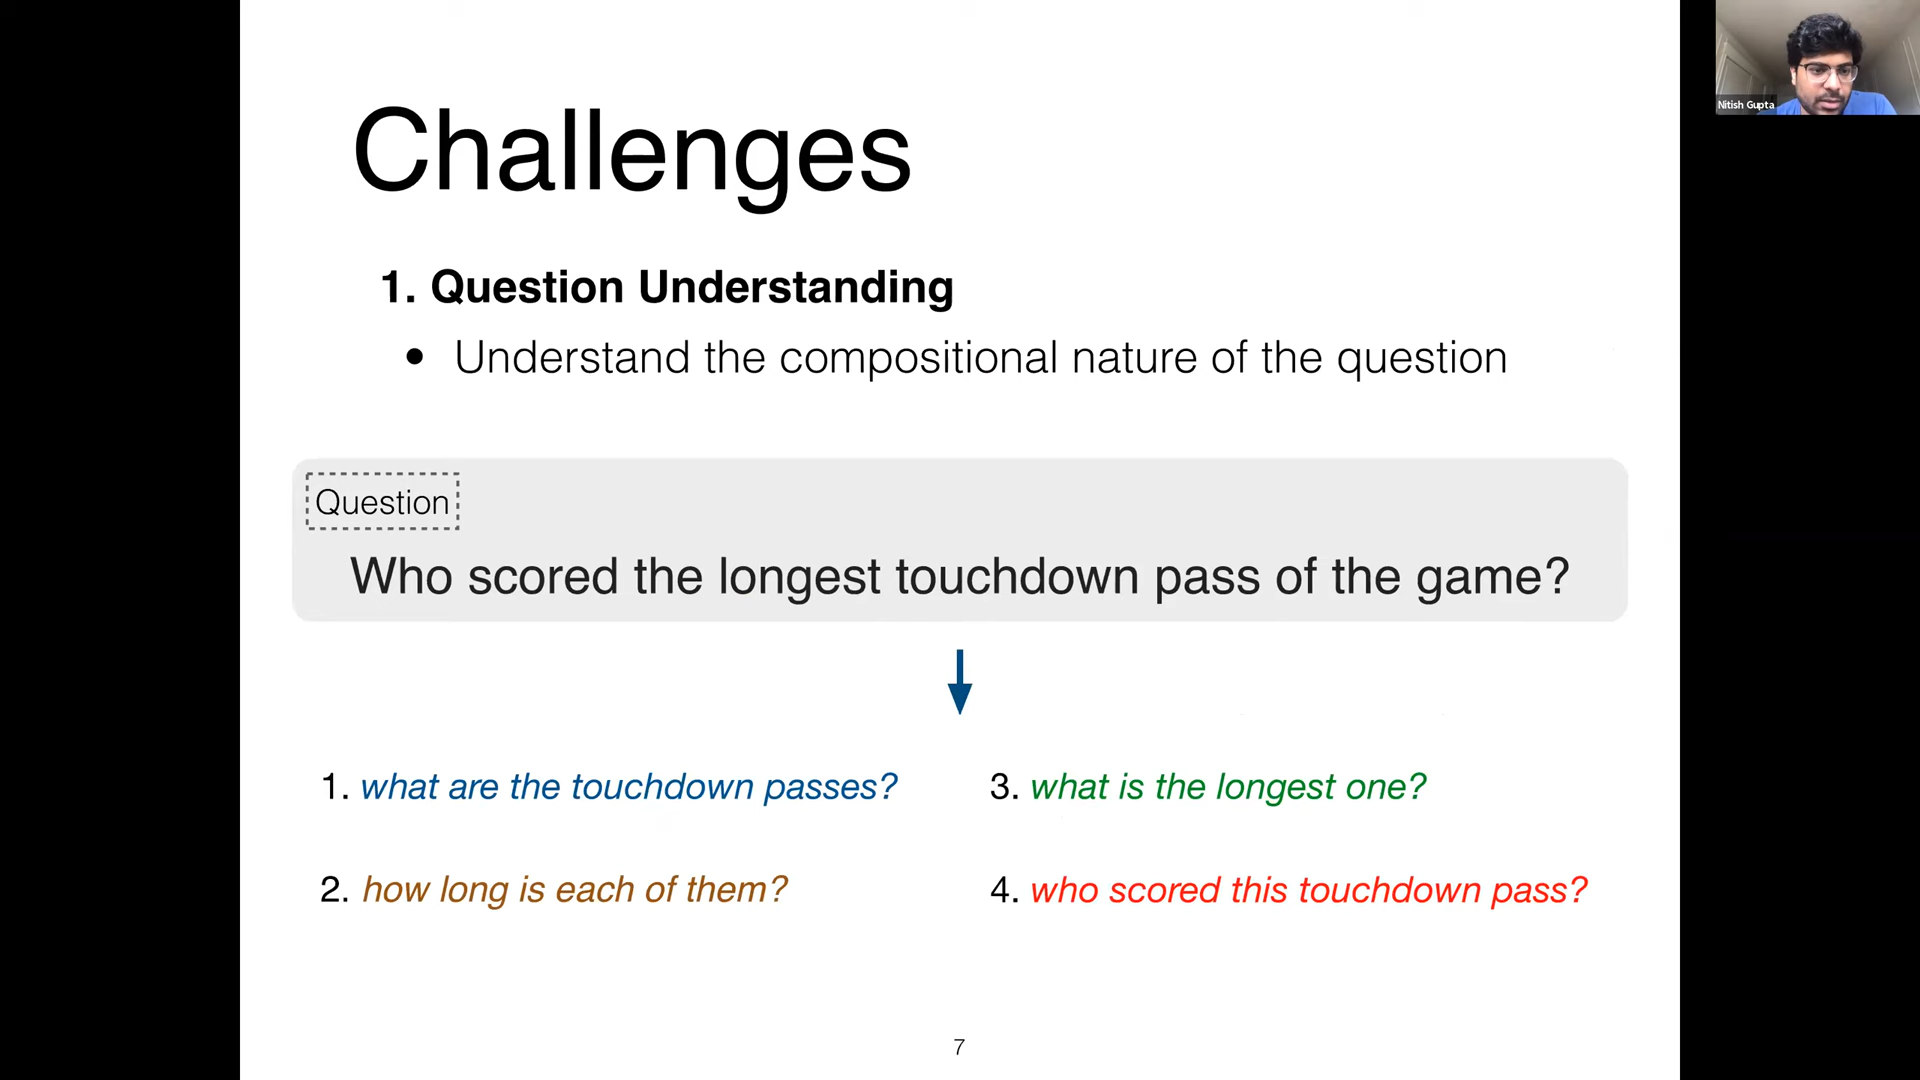 Challenges
1. Question Understanding
• Understand the compositional nature of the question
Question
Who scored the longest touchdown pass of the game?
1. what are the touchdown passes?
2. how long is each of them?
3. what is the longest one?
4. who scored this touchdown pass?
7
Nitish Gupta